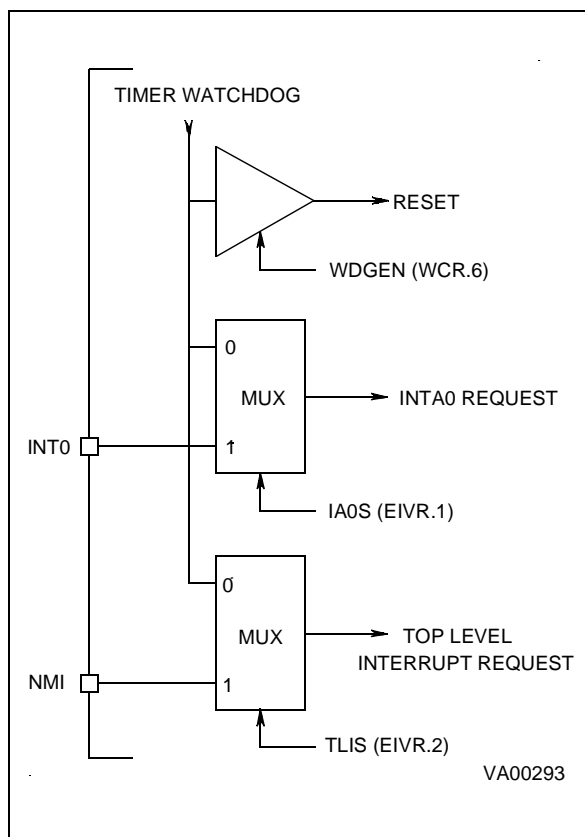 TIMER WATCHDOG
RESET
WDGEN (WCR.6)
0
MUX
INTA0 REQUEST
INT0
1
IA0S (EIVR.1)
0
MUX
TOP LEVEL
INTERRUPT REQUEST
NMI
1
TLIS (EIVR.2)
VA00293